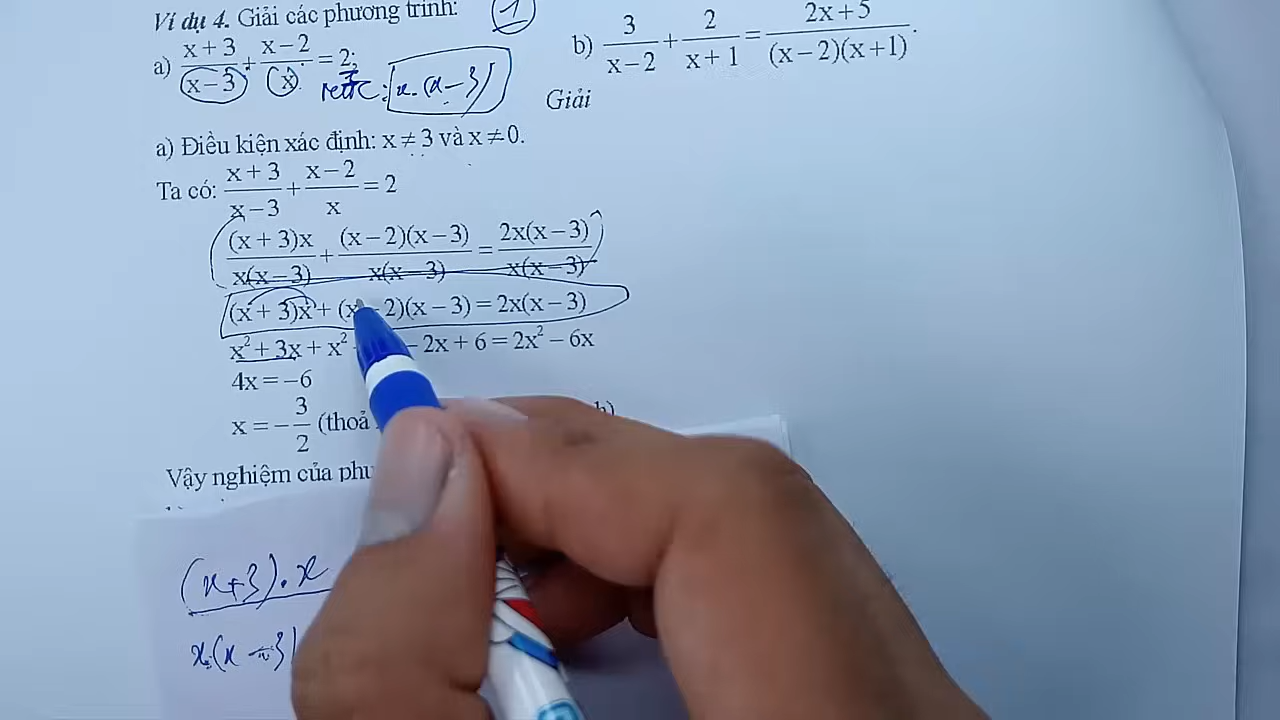 Ví dụ 4. Giải các phương trình: 1
a) (x+3)/(x−3) + (x−2)/x = 2; b) 3/(x−2) + 2/(x+1) = (2x+5)/((x−2)(x+1)).
x.(x−3)
Giải
a) Điều kiện xác định: x ≠ 3 và x ≠ 0.
Ta có: (x+3)/(x−3) + (x−2)/x = 2
(x+3)x/x(x−3) + (x−2)(x−3)/x(x−3) = 2x(x−3)/x(x−3)
(x+3)x + (x−2)(x−3) = 2x(x−3)
x² + 3x + x² − 2x + 6 = 2x² − 6x
4x = −6
x = −3/2 (thoả
Vậy nghiệm của
(x+3).x
x.(x−3)